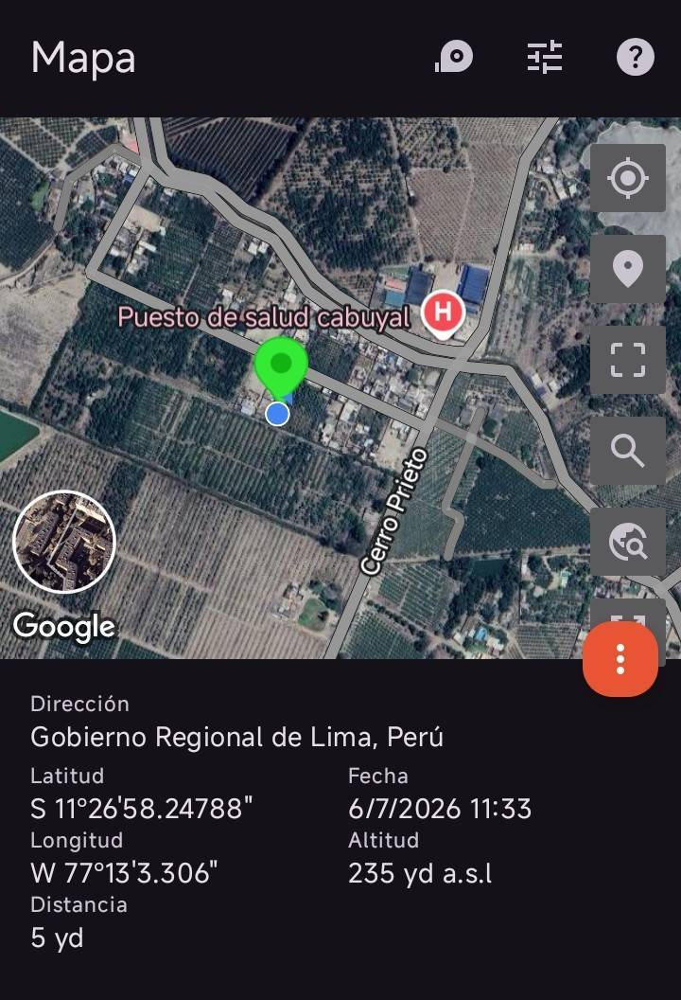 Mapa
Puesto de salud cabuyal
H
Cerro Prieto
Google
Dirección
Gobierno Regional de Lima, Perú
Latitud
S 11°26'58.24788"
Fecha
6/7/2026 11:33
Longitud
W 77°13'3.306"
Altitud
235 yd a.s.l
Distancia
5 yd